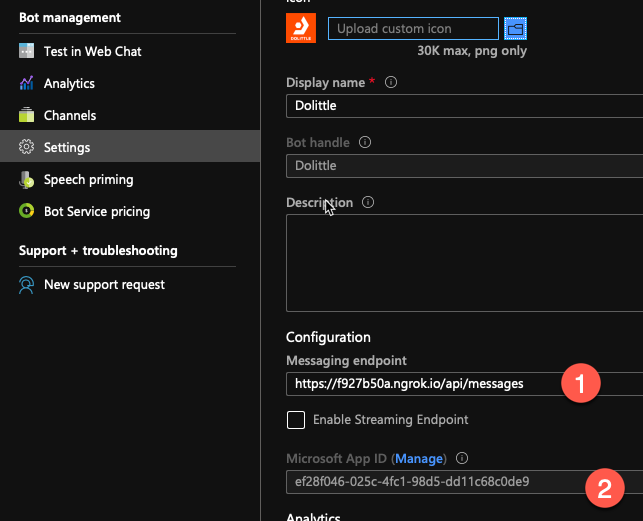 Bot management
Test in Web Chat
Analytics
Channels
Settings
Speech priming
Bot Service pricing
Support + troubleshooting
New support request
Icon
DOLITTLE
Upload custom icon
30K max, png only
Display name *
Dolittle
Bot handle
Dolittle
Description
Configuration
Messaging endpoint
https://f927b50a.ngrok.io/api/messages
1
Enable Streaming Endpoint
Microsoft App ID (Manage)
ef28f046-025c-4fc1-98d5-dd11c68c0de9
2
Analytics